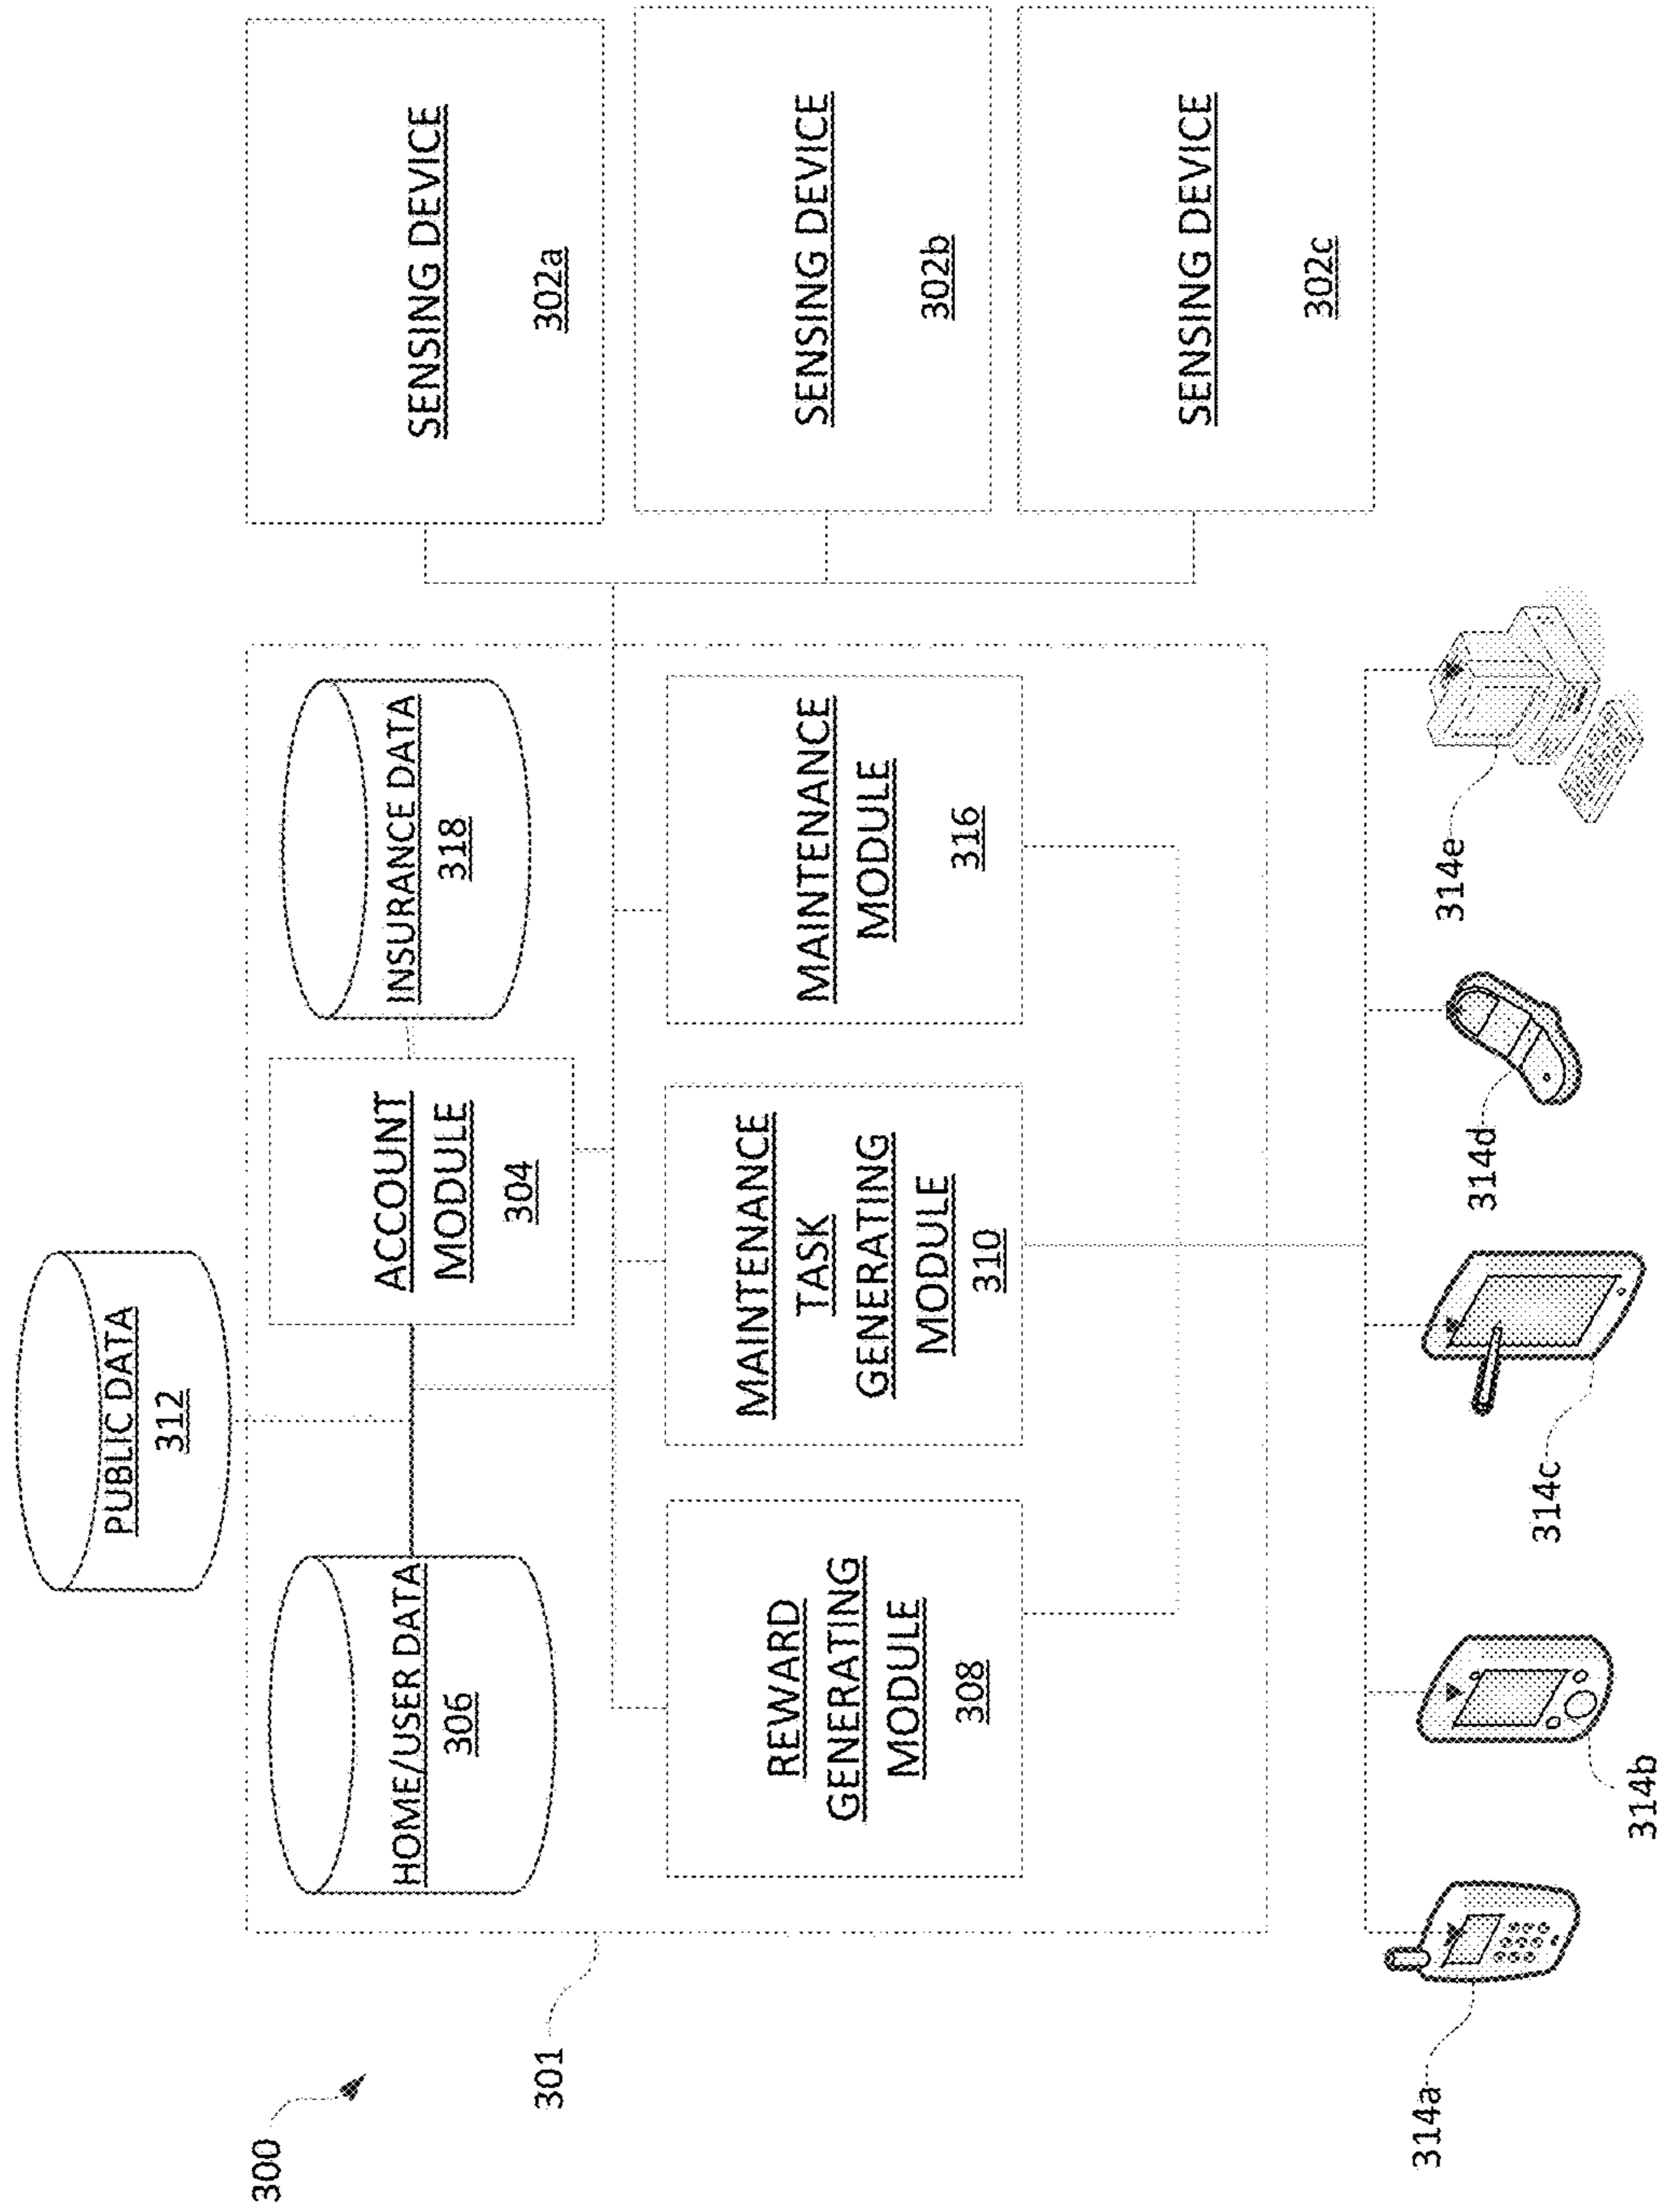 300
301
PUBLIC DATA
312
HOME/USER DATA
306
ACCOUNT
MODULE
304
INSURANCE DATA
318
REWARD
GENERATING
MODULE
308
MAINTENANCE
TASK
GENERATING
MODULE
310
MAINTENANCE
MODULE
316
SENSING DEVICE
302a
SENSING DEVICE
302b
SENSING DEVICE
302c
314a
314b
314c
314d
314e